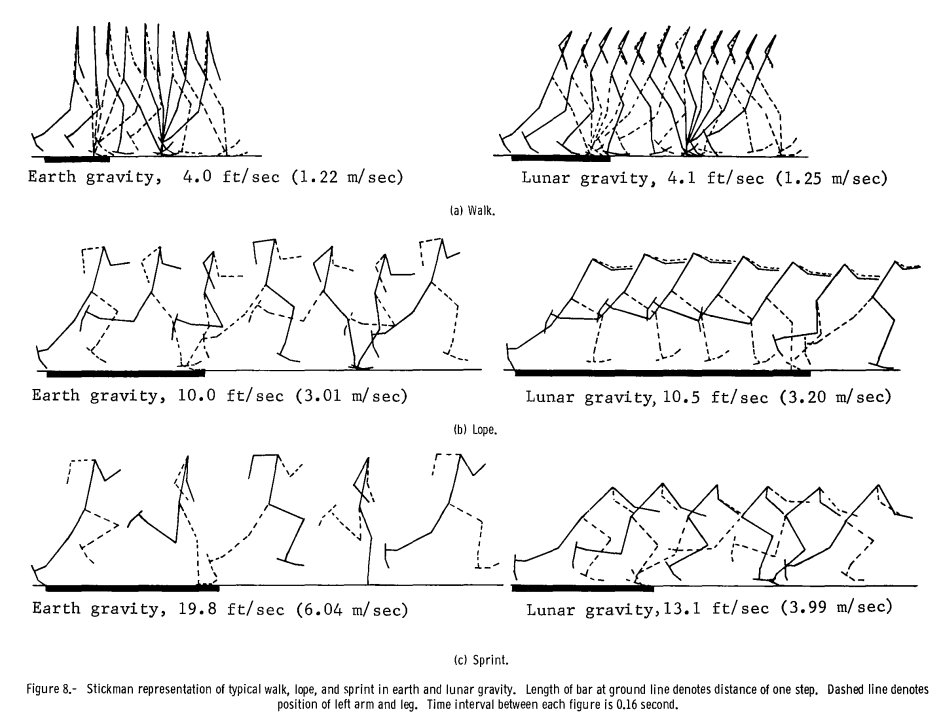 Earth gravity, 4.0 ft/sec (1.22 m/sec)
Lunar gravity, 4.1 ft/sec (1.25 m/sec)
(a) Walk.
Earth gravity, 10.0 ft/sec (3.01 m/sec)
Lunar gravity, 10.5 ft/sec (3.20 m/sec)
(b) Lope.
Earth gravity, 19.8 ft/sec (6.04 m/sec)
Lunar gravity, 13.1 ft/sec (3.99 m/sec)
(c) Sprint.
Figure 8.- Stickman representation of typical walk, lope, and sprint in earth and lunar gravity. Length of bar at ground line denotes distance of one step. Dashed line denotes
position of left arm and leg. Time interval between each figure is 0.16 second.